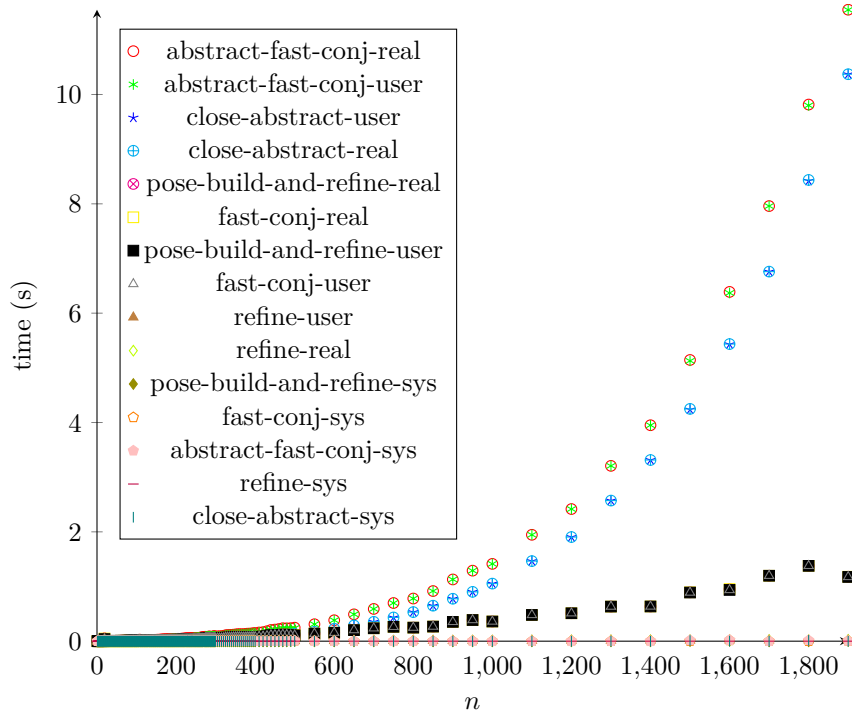 abstract-fast-conj-real
abstract-fast-conj-user
close-abstract-user
close-abstract-real
pose-build-and-refine-real
fast-conj-real
pose-build-and-refine-user
fast-conj-user
refine-user
refine-real
pose-build-and-refine-sys
fast-conj-sys
abstract-fast-conj-sys
refine-sys
close-abstract-sys
time (s)
10
8
6
4
2
0
0 200 400 600 800 1,000 1,200 1,400 1,600 1,800
n